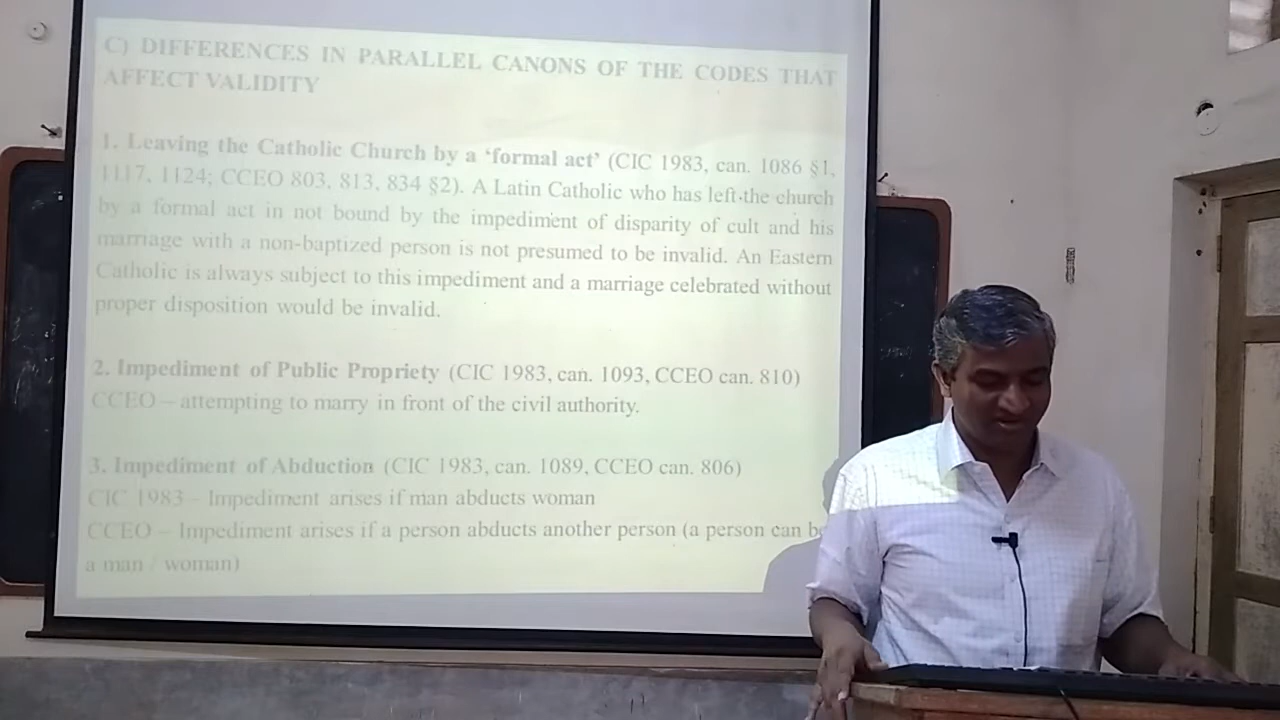 C) DIFFERENCES IN PARALLEL CANONS OF THE CODES THAT
AFFECT VALIDITY
1. Leaving the Catholic Church by a ‘formal act’ (CIC 1983, can. 1086 §1,
1117, 1124; CCEO 803, 813, 834 §2). A Latin Catholic who has left the church
by a formal act in not bound by the impediment of disparity of cult and his
marriage with a non-baptized person is not presumed to be invalid. An Eastern
Catholic is always subject to this impediment and a marriage celebrated without
proper disposition would be invalid.
2. Impediment of Public Propriety (CIC 1983, can. 1093, CCEO can. 810)
CCEO – attempting to marry in front of the civil authority.
3. Impediment of Abduction (CIC 1983, can. 1089, CCEO can. 806)
CIC 1983 – Impediment arises if man abducts woman
CCEO – Impediment arises if a person abducts another person (a person can be
a man / woman)